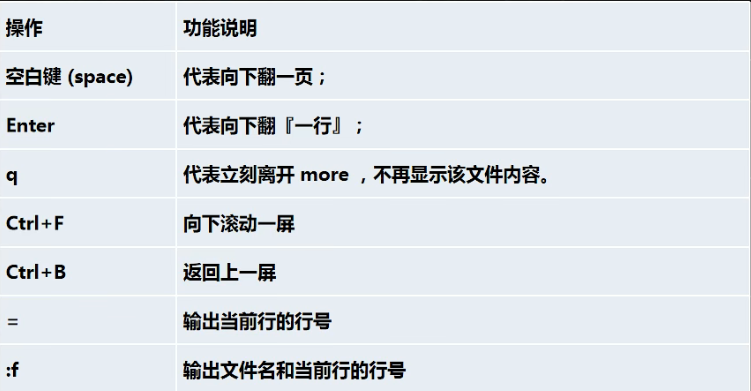 操作 功能说明
空白键 (space) 代表向下翻一页；
Enter 代表向下翻『一行』；
q 代表立刻离开 more ，不再显示该文件内容。
Ctrl+F 向下滚动一屏
Ctrl+B 返回上一屏
= 输出当前行的行号
:f 输出文件名和当前行的行号